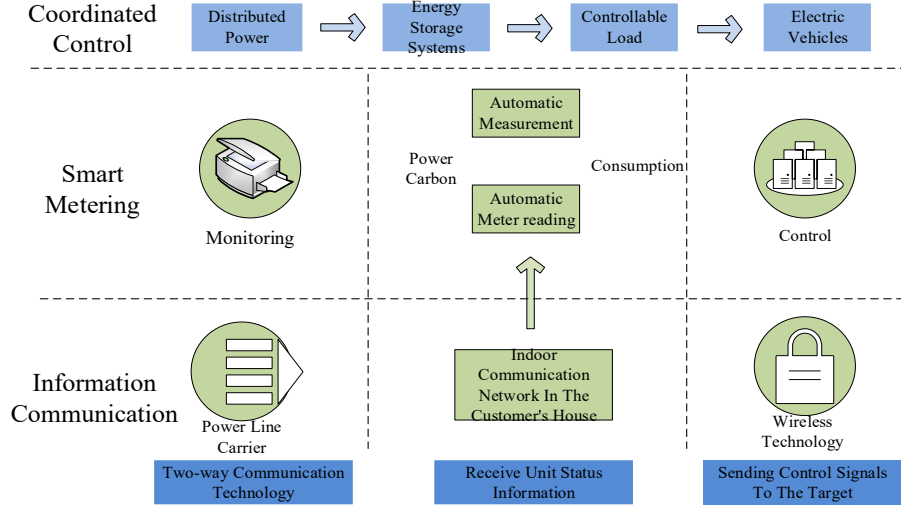 Coordinated
Control
Distributed
Power
Energy
Storage
Systems
Controllable
Load
Electric
Vehicles
Smart
Metering
Monitoring
Automatic
Measurement
Power
Carbon
Consumption
Automatic
Meter reading
Control
Information
Communication
Power Line
Carrier
Indoor
Communication
Network In The
Customer's House
Wireless
Technology
Two-way Communication
Technology
Receive Unit Status
Information
Sending Control Signals
To The Target